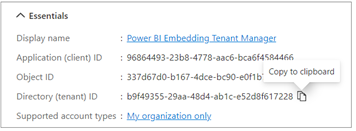 Essentials
Display name : Power BI Embedding Tenant Manager
Application (client) ID : 96864493-23b8-4778-aac6-bca6f4584466
Object ID : 337d67d0-b167-4dce-bc90-e0f1b
Copy to clipboard
Directory (tenant) ID : b9f49355-29aa-48d4-ab1c-e52d8f617228
Supported account types : My organization only